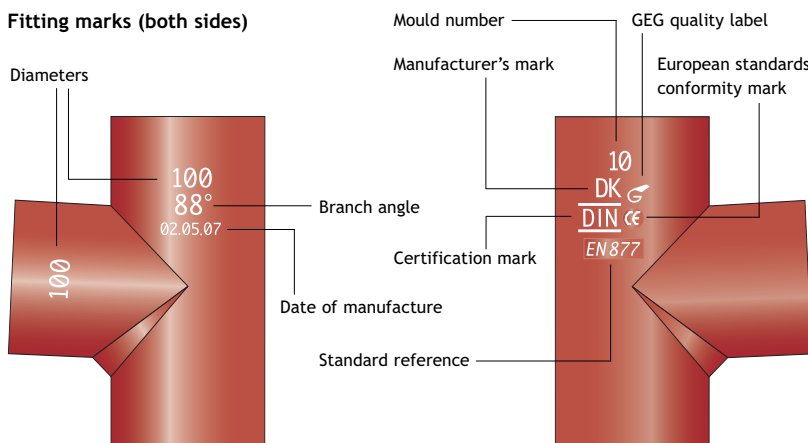 Fitting marks (both sides)
Diameters
100
88°
02.05.07
100
Branch angle
Date of manufacture
Mould number
GEG quality label
Manufacturer's mark
European standards
conformity mark
10
DK G
DIN CE
EN877
Certification mark
Standard reference